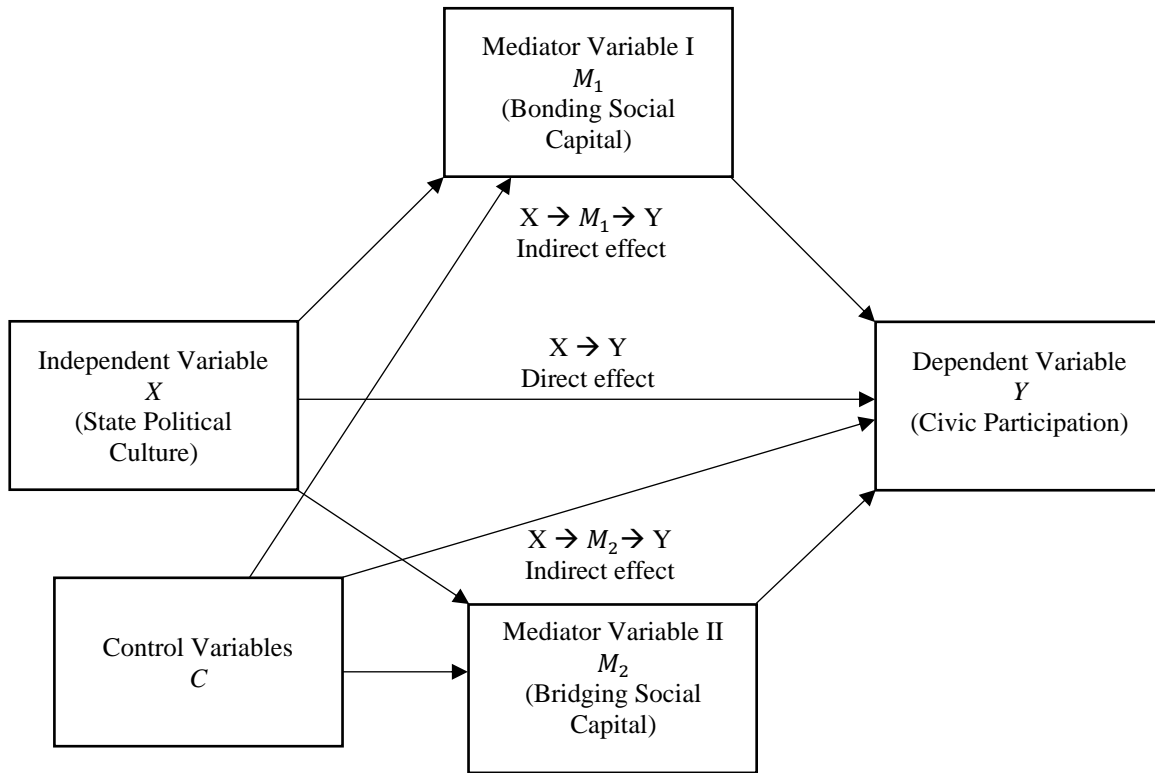 Mediator Variable I
𝑀₁
(Bonding Social
Capital)
X → 𝑀₁→ Y
Indirect effect
Independent Variable
X
(State Political
Culture)
X → Y
Direct effect
Dependent Variable
Y
(Civic Participation)
X → 𝑀₂→ Y
Indirect effect
Control Variables
C
Mediator Variable II
𝑀₂
(Bridging Social
Capital)